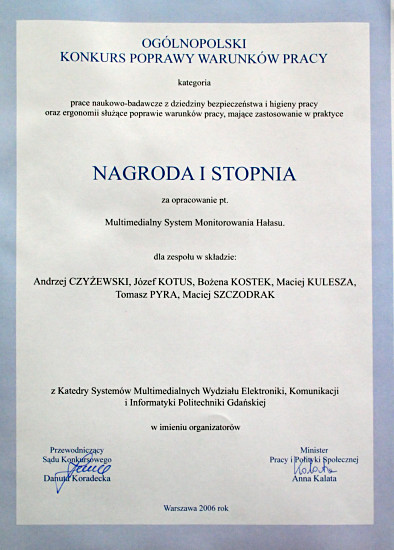 OGÓLNOPOLSKI
KONKURS POPRAWY WARUNKÓW PRACY
kategoria
prace naukowo-badawcze z dziedziny bezpieczeństwa i higieny pracy
oraz ergonomii służące poprawie warunków pracy, mające zastosowanie w praktyce
NAGRODA I STOPNIA
za opracowanie pt.
Multimedialny System Monitorowania Hałasu.
dla zespołu w składzie:
Andrzej CZYŻEWSKI, Józef KOTUS, Bożena KOSTEK, Maciej KULESZA,
Tomasz PYRA, Maciej SZCZODRAK
z Katedry Systemów Multimedialnych Wydziału Elektroniki, Komunikacji
i Informatyki Politechniki Gdańskiej
w imieniu organizatorów
Przewodniczący
Sądu Konkursowego
Danuta Koradecka
Minister
Pracy i Polityki Społecznej
Kalata
Anna Kalata
Warszawa 2006 rok